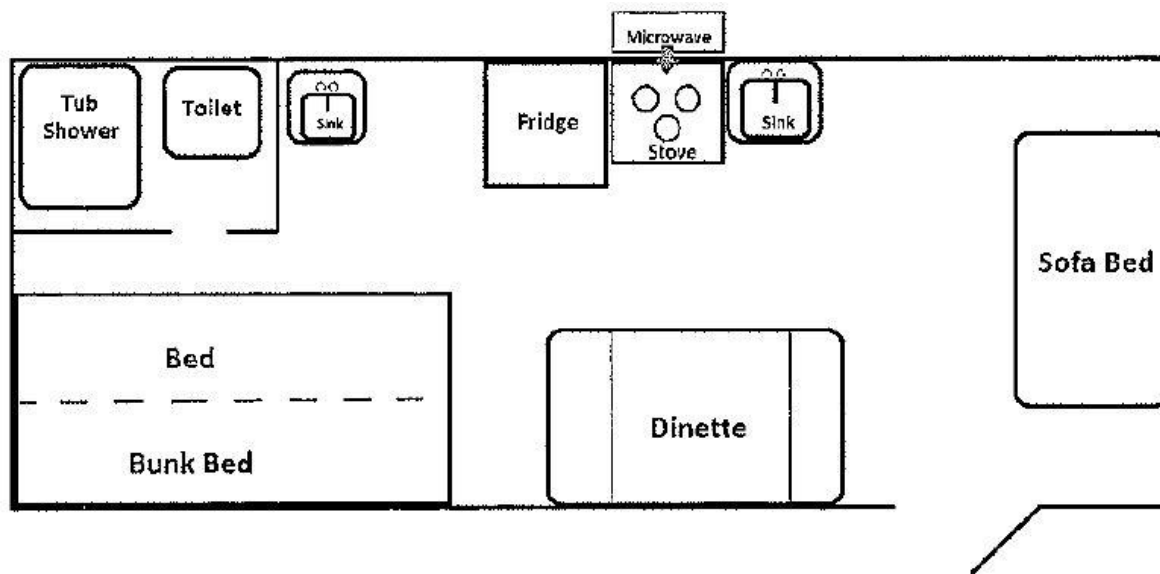 Microwave
Tub
Shower
Toilet
Sink
Fridge
Stove
Sink
Sofa Bed
Bed
Bunk Bed
Dinette